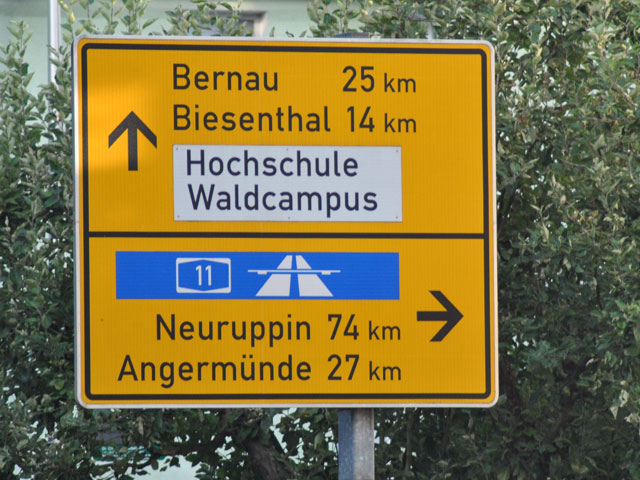 Bernau 25 km
Biesenthal 14 km
Hochschule
Waldcampus
11
Neuruppin 74 km
Angermünde 27 km